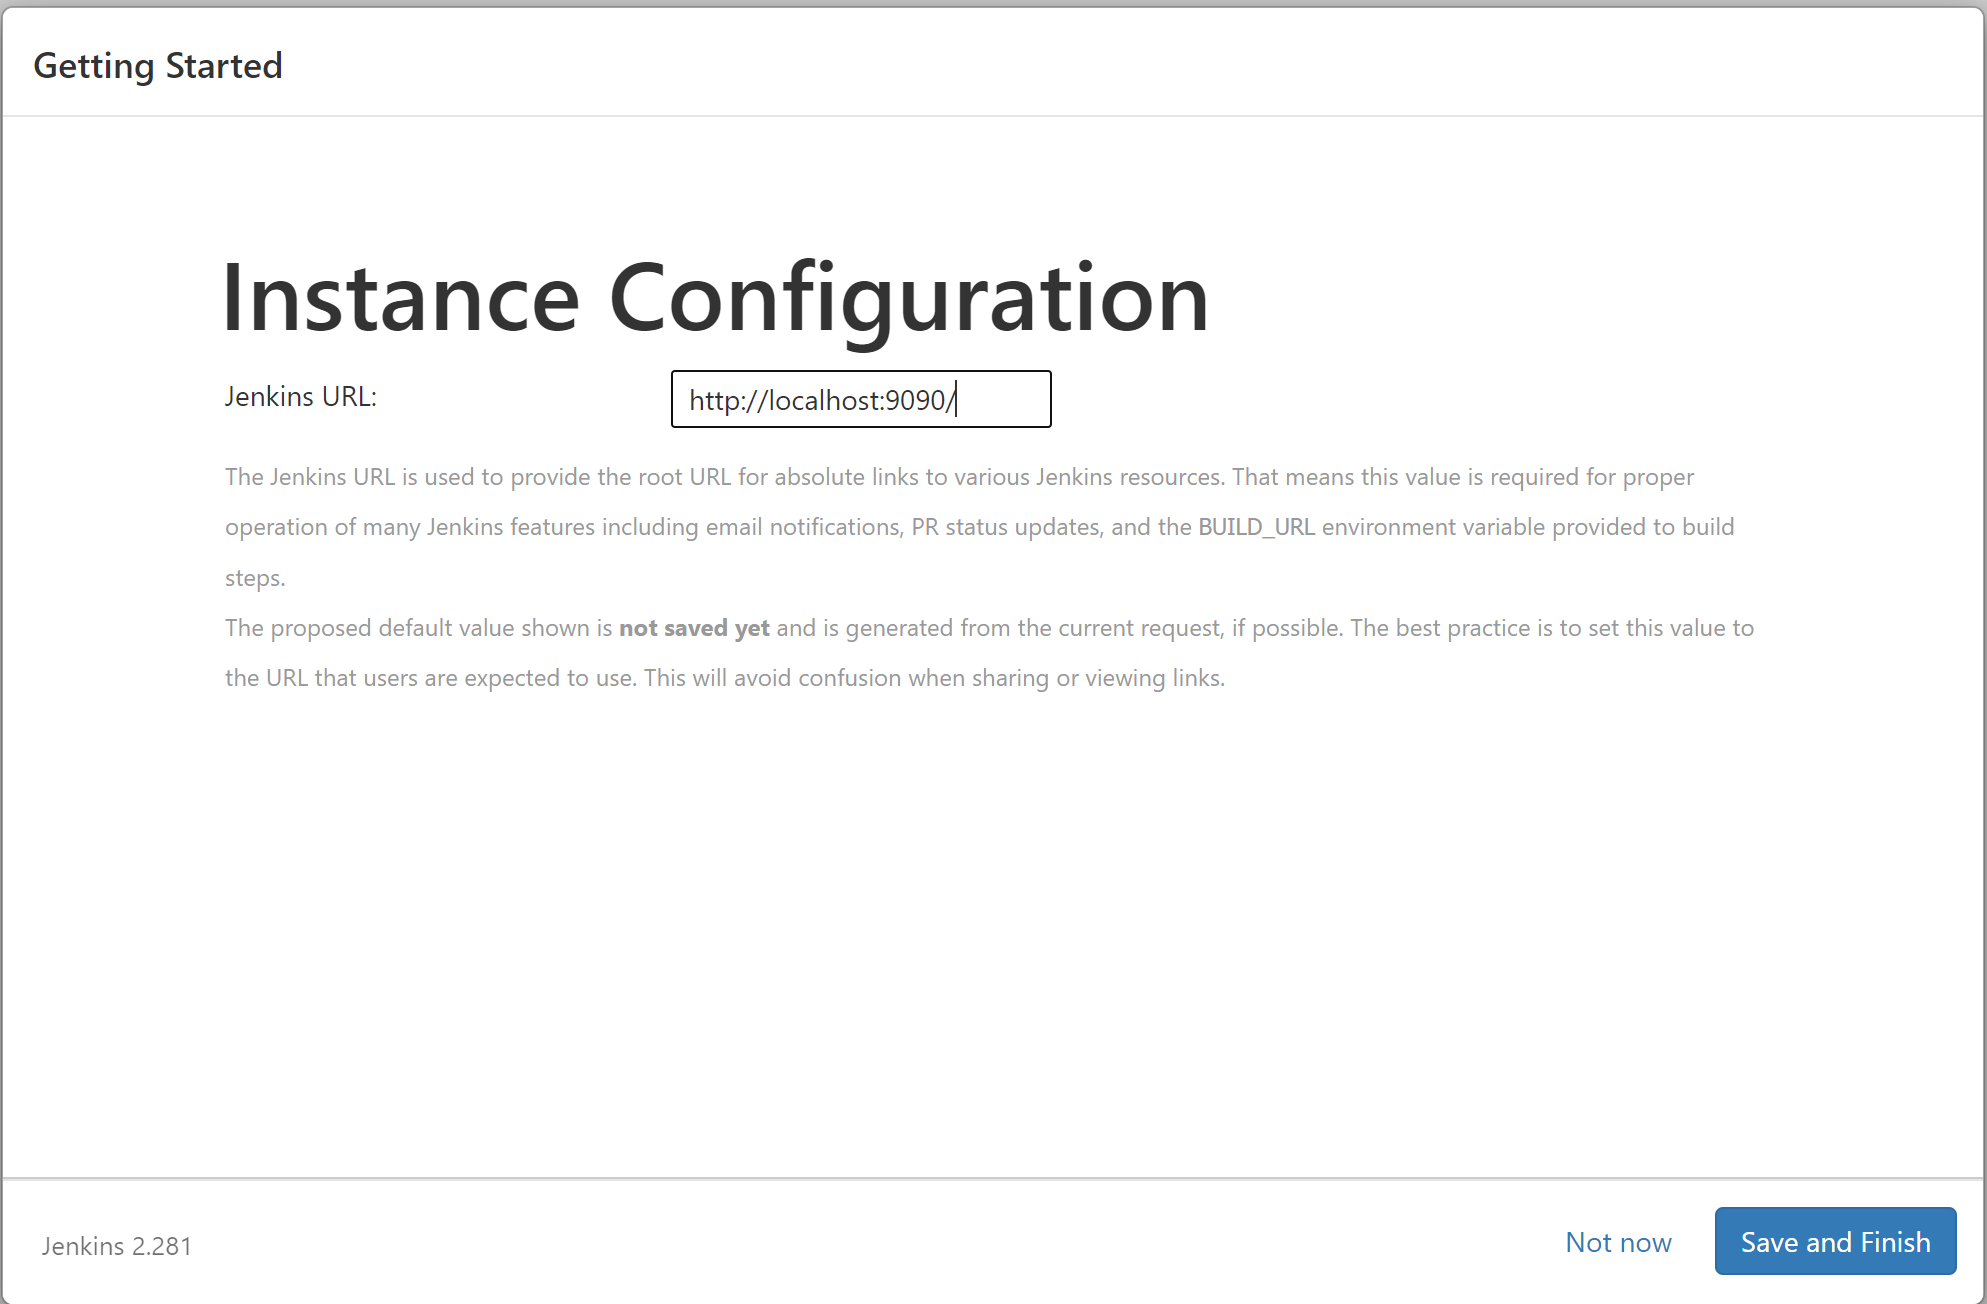 Getting Started
Instance Configuration
Jenkins URL:
http://localhost:9090/
The Jenkins URL is used to provide the root URL for absolute links to various Jenkins resources. That means this value is required for proper
operation of many Jenkins features including email notifications, PR status updates, and the BUILD_URL environment variable provided to build
steps.
The proposed default value shown is not saved yet and is generated from the current request, if possible. The best practice is to set this value to
the URL that users are expected to use. This will avoid confusion when sharing or viewing links.
Jenkins 2.281
Not now
Save and Finish